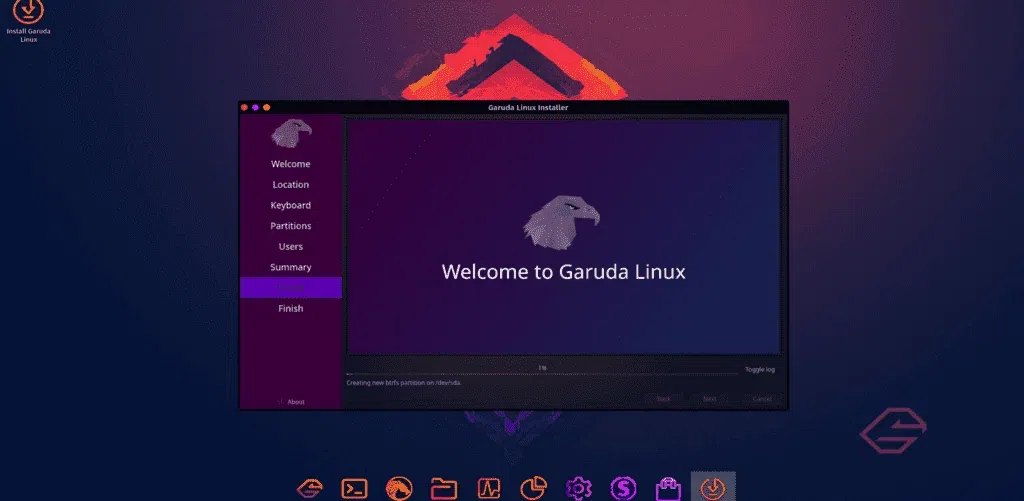 Install Garuda
Linux
Garuda Linux Installer
Welcome
Location
Keyboard
Partitions
Users
Summary
Finish
About
Welcome to Garuda Linux
1%
Toggle log
Creating new btrfs partition on /dev/sda.
Back
Next
Cancel